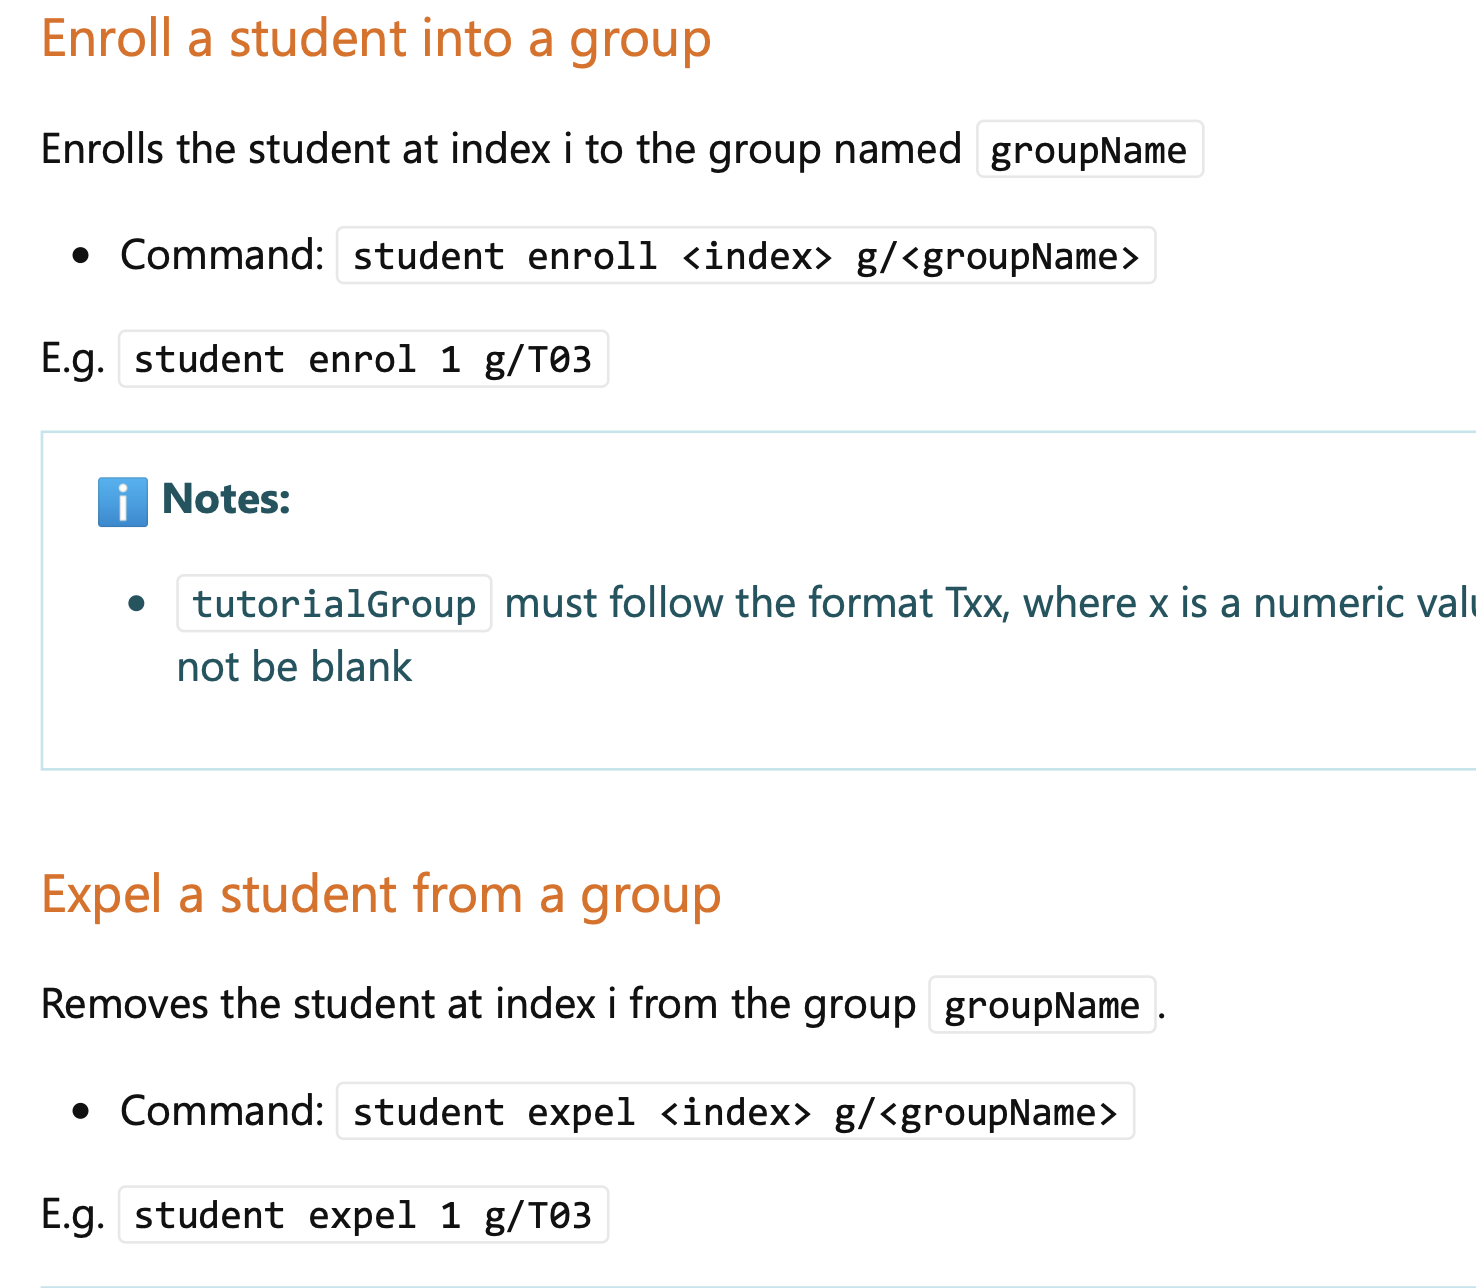 Enroll a student into a group
Enrolls the student at index i to the group named groupName
• Command: student enroll <index> g/<groupName>
E.g. student enrol 1 g/T03
ℹ️ Notes:
• tutorialGroup must follow the format Txx, where x is a numeric
not be blank
Expel a student from a group
Removes the student at index i from the group groupName.
• Command: student expel <index> g/<groupName>
E.g. student expel 1 g/T03